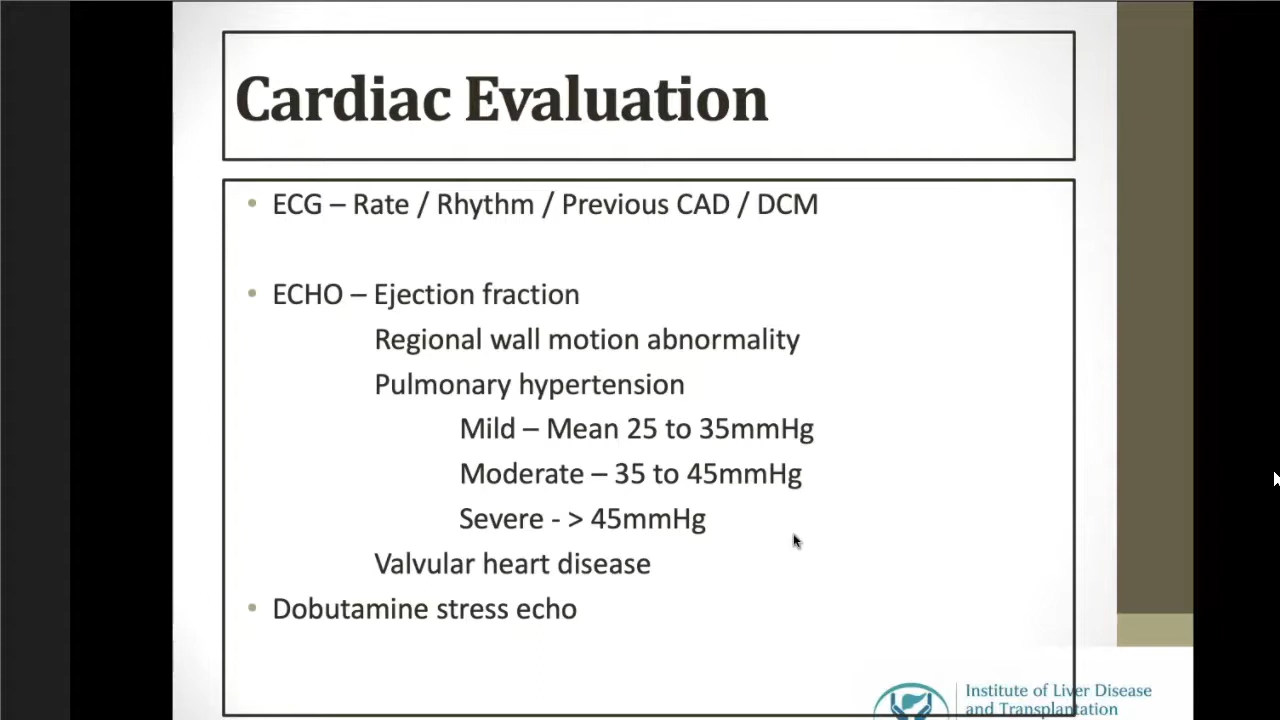 Cardiac Evaluation
• ECG – Rate / Rhythm / Previous CAD / DCM
• ECHO – Ejection fraction
Regional wall motion abnormality
Pulmonary hypertension
Mild – Mean 25 to 35mmHg
Moderate – 35 to 45mmHg
Severe - > 45mmHg
Valvular heart disease
• Dobutamine stress echo
Institute of Liver Disease
and Transplantation